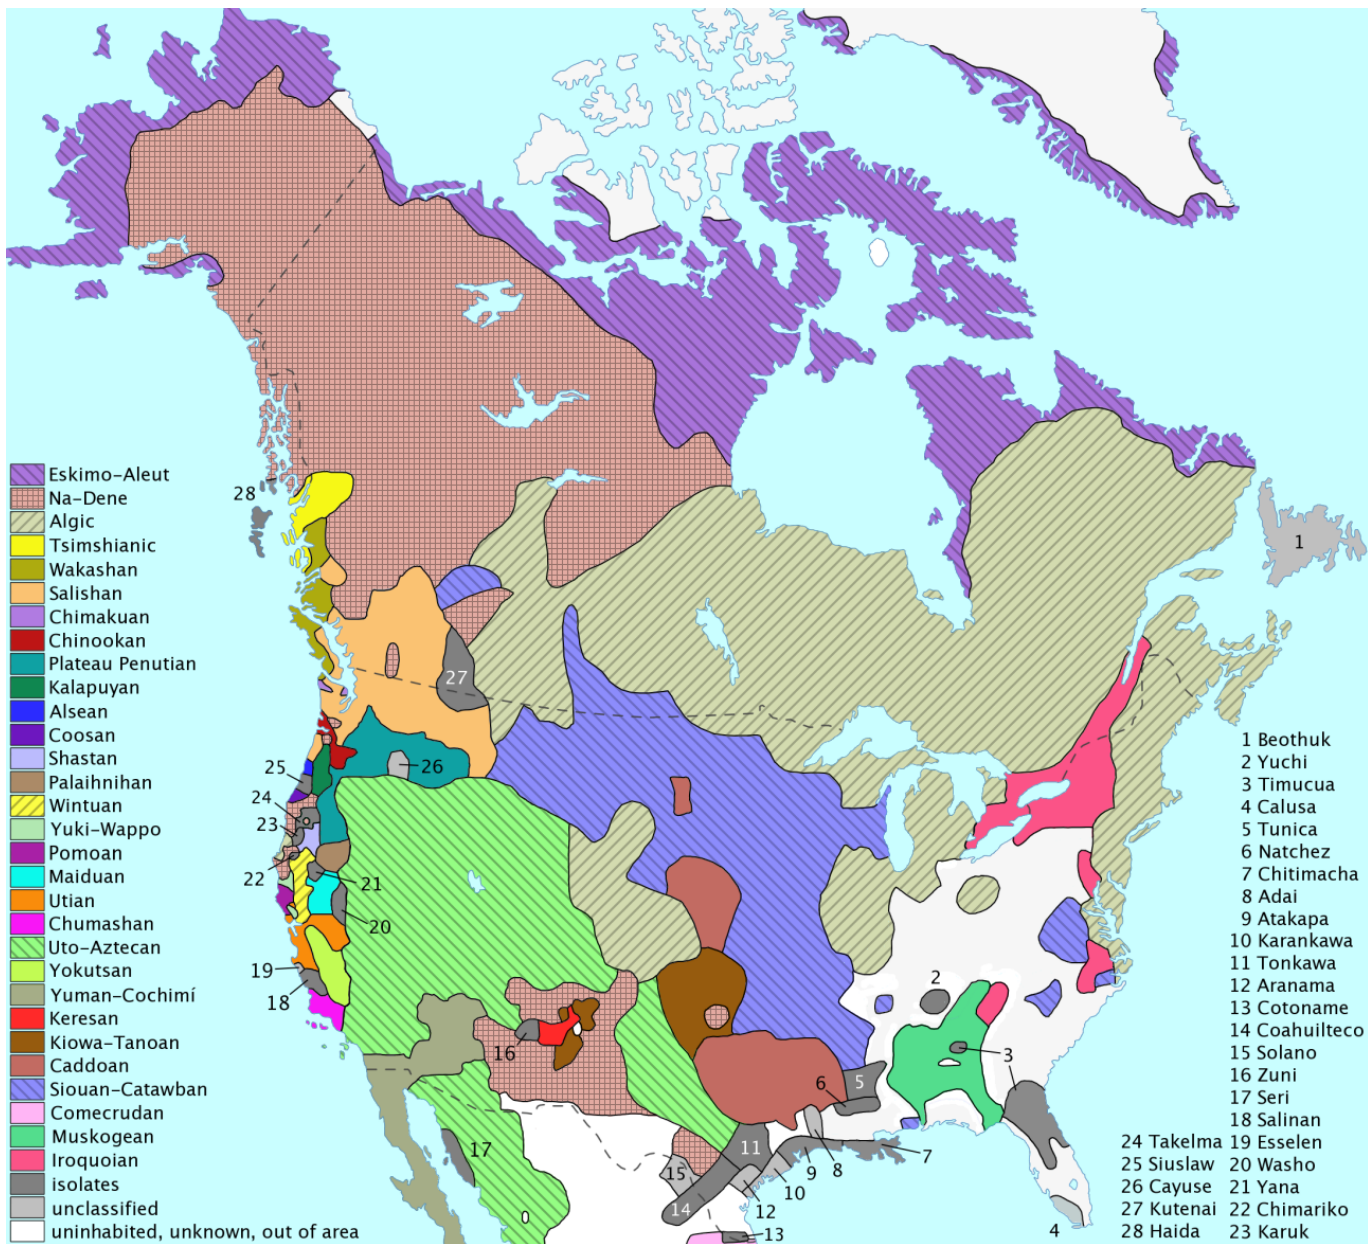 Eskimo-Aleut
Na-Dene
Algic
Tsimshianic
Wakashan
Salishan
Chimakuan
Chinookan
Plateau Penutian
Kalapuyan
Alsean
Coosan
Shastan
Palaihnihan
Wintuan
Yuki-Wappo
Pomoan
Maiduan
Utian
Chumashan
Uto-Aztecan
Yokutsan
Yuman-Cochimí
Keresan
Kiowa-Tanoan
Caddoan
Siouan-Catawban
Comecrudan
Muskogean
Iroquoian
isolates
unclassified
uninhabited, unknown, out of area
28
1
27
26
25
24
23
22
21
20
19
18
16
17
2
3
5
6
7
8
9
10
11
12
13
14
15
4
1 Beothuk
2 Yuchi
3 Timucua
4 Calusa
5 Tunica
6 Natchez
7 Chitimacha
8 Adai
9 Atakapa
10 Karankawa
11 Tonkawa
12 Aranama
13 Cotoname
14 Coahuilteco
15 Solano
16 Zuni
17 Seri
18 Salinan
19 Esselen
20 Washo
21 Yana
22 Chimariko
23 Karuk
24 Takelma
25 Siuslaw
26 Cayuse
27 Kutenai
28 Haida